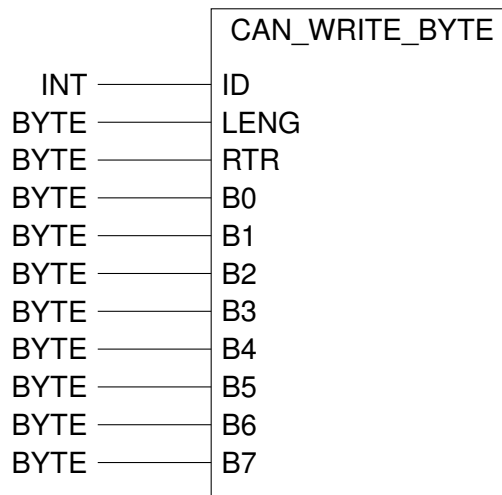 CAN_WRITE_BYTE
INT ID
BYTE LENG
BYTE RTR
BYTE B0
BYTE B1
BYTE B2
BYTE B3
BYTE B4
BYTE B5
BYTE B6
BYTE B7